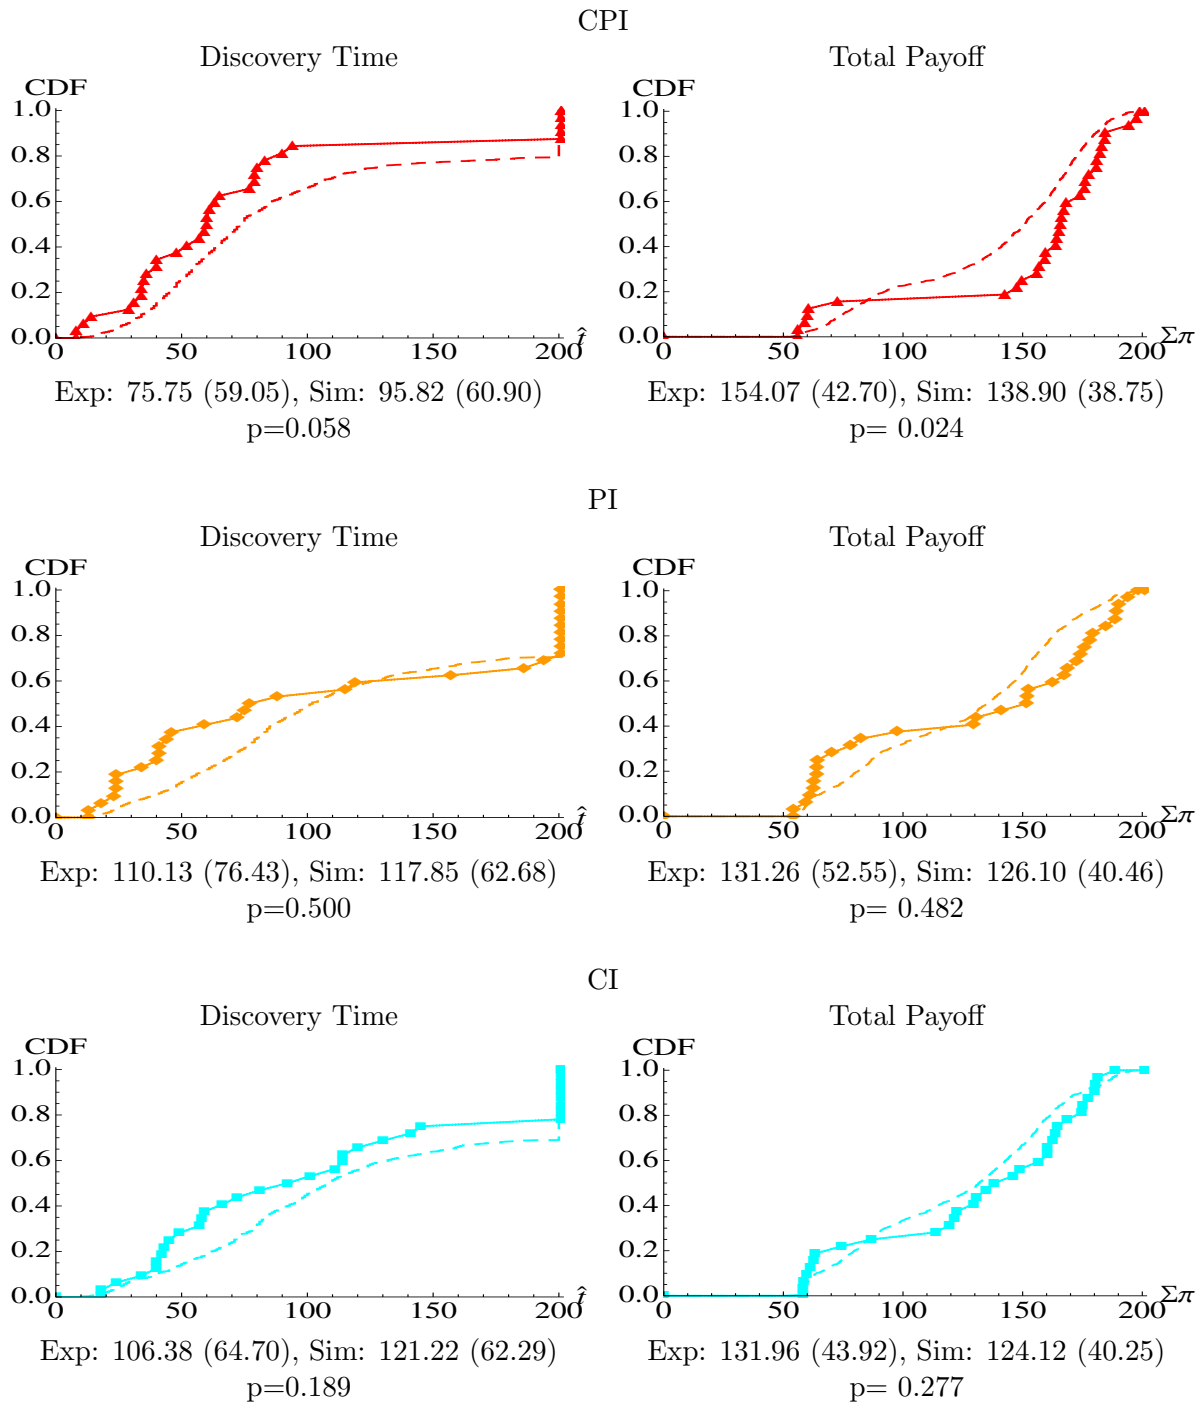 CPI
Discovery Time
Total Payoff
CDF
1.0
0.8
0.6
0.4
0.2
0.0
0 50 100 150 200 t̂
Exp: 75.75 (59.05), Sim: 95.82 (60.90)
p=0.058
CDF
1.0
0.8
0.6
0.4
0.2
0.0
0 50 100 150 200 Σπ
Exp: 154.07 (42.70), Sim: 138.90 (38.75)
p= 0.024
PI
Discovery Time
Total Payoff
CDF
1.0
0.8
0.6
0.4
0.2
0.0
0 50 100 150 200 t̂
Exp: 110.13 (76.43), Sim: 117.85 (62.68)
p=0.500
CDF
1.0
0.8
0.6
0.4
0.2
0.0
0 50 100 150 200 Σπ
Exp: 131.26 (52.55), Sim: 126.10 (40.46)
p= 0.482
CI
Discovery Time
Total Payoff
CDF
1.0
0.8
0.6
0.4
0.2
0.0
0 50 100 150 200 t̂
Exp: 106.38 (64.70), Sim: 121.22 (62.29)
p=0.189
CDF
1.0
0.8
0.6
0.4
0.2
0.0
0 50 100 150 200 Σπ
Exp: 131.96 (43.92), Sim: 124.12 (40.25)
p= 0.277